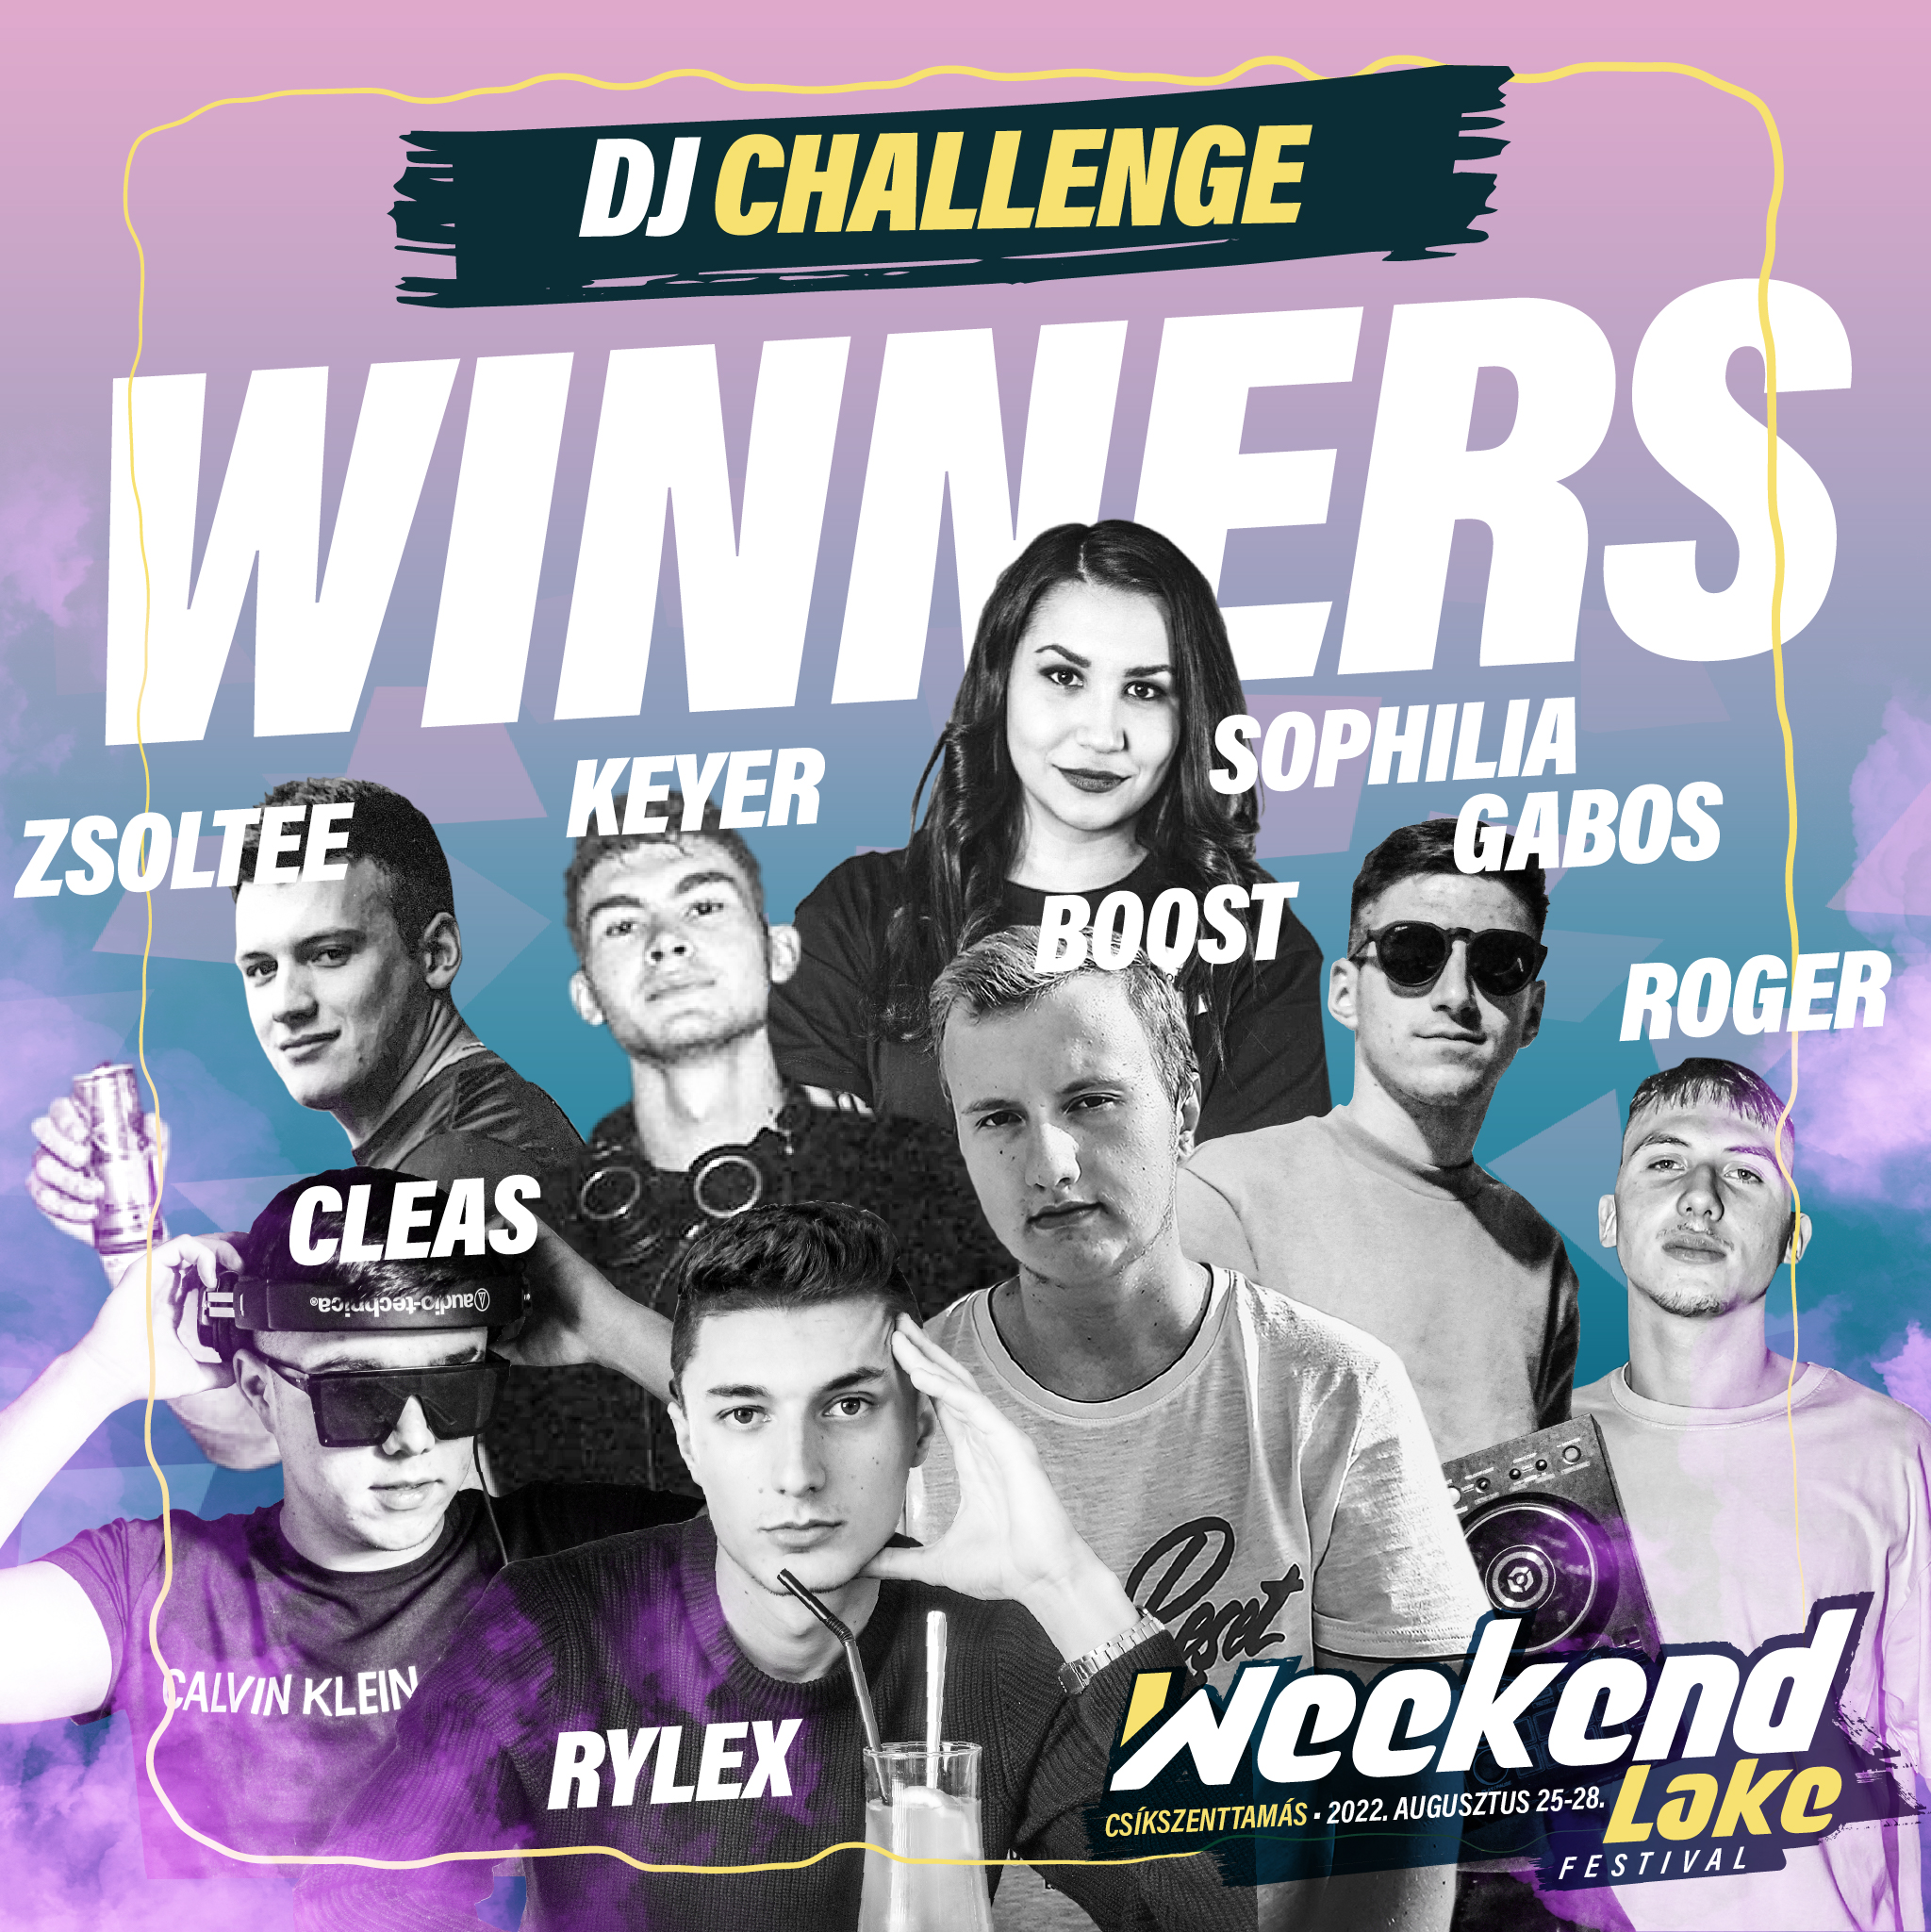 DJ CHALLENGE
WINNERS
SOPHILIA
KEYER
GABOS
ZSOLTEE
BOOST
ROGER
CLEAS
audio-technica®
Reset
CALVIN KLEIN
RYLEX
Weekend
Lake
CSÍKSZENTTAMÁS • 2022. AUGUSZTUS 25-28.
FESTIVAL